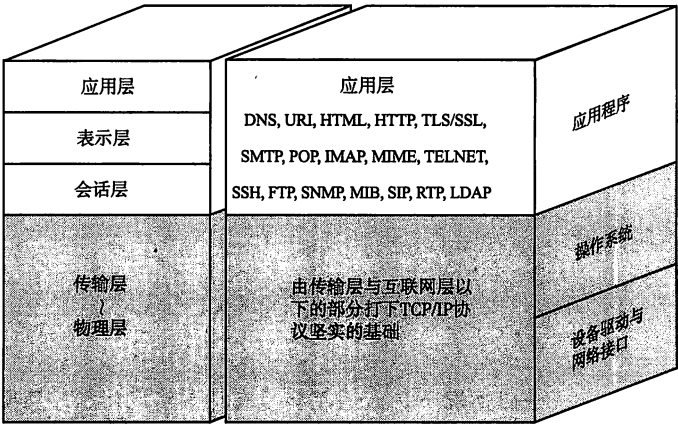 应用层
表示层
会话层
传输层
~
物理层
应用层
DNS, URI, HTML, HTTP, TLS/SSL,
SMTP, POP, IMAP, MIME, TELNET,
SSH, FTP, SNMP, MIB, SIP, RTP, LDAP
由传输层与互联网层以
下的部分打下TCP/IP协
议坚实的基础
应用程序
操作系统
设备驱动与
网络接口